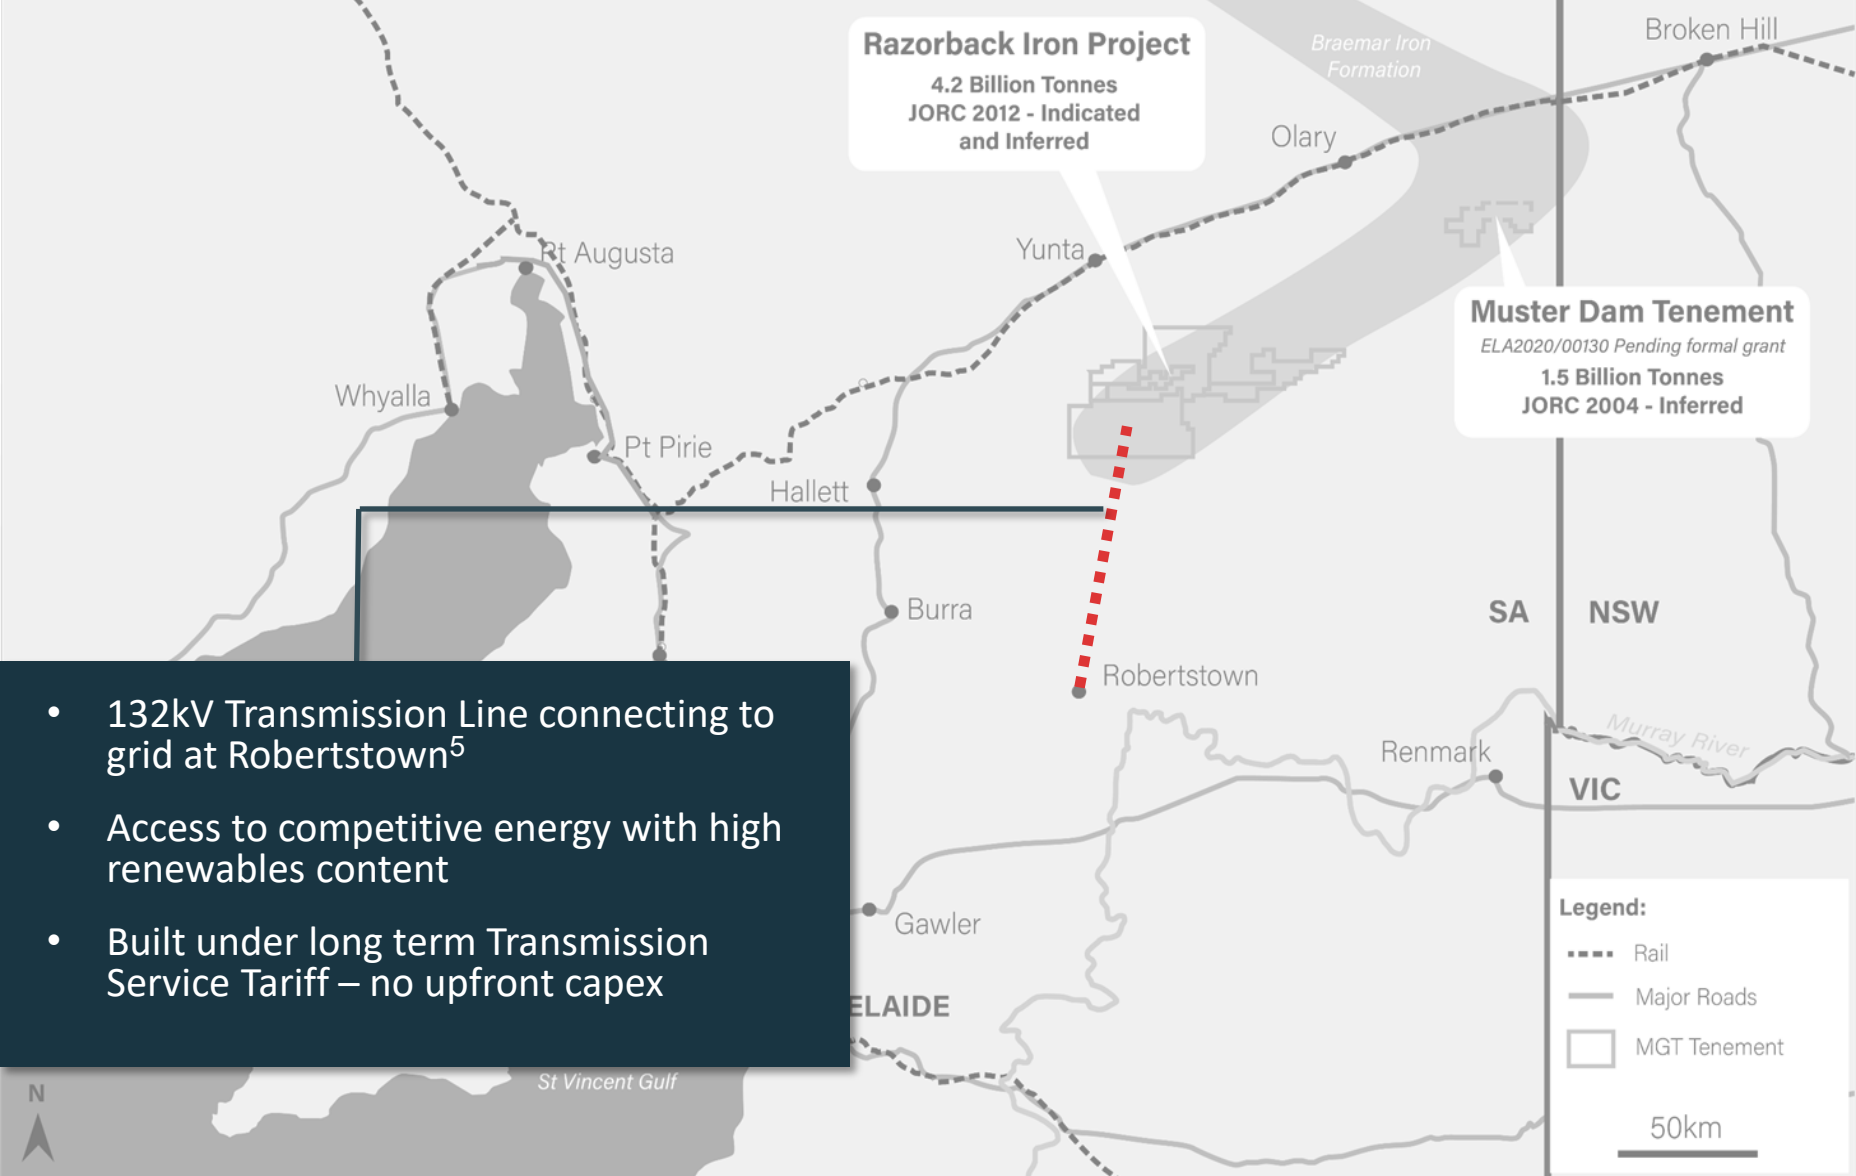 Braemar Iron
Formation
Broken Hill
Razorback Iron Project
4.2 Billion Tonnes
JORC 2012 - Indicated
and Inferred
Olary
Yunta
Pt Augusta
Muster Dam Tenement
ELA2020/00130 Pending formal grant
1.5 Billion Tonnes
JORC 2004 - Inferred
Whyalla
Pt Pirie
Hallett
Burra
SA
NSW
Robertstown
Murray River
Renmark
VIC
• 132kV Transmission Line connecting to
grid at Robertstown⁵
• Access to competitive energy with high
renewables content
• Built under long term Transmission
Service Tariff – no upfront capex
Gawler
ELAIDE
St Vincent Gulf
N
Legend:
Rail
Major Roads
MGT Tenement
50km